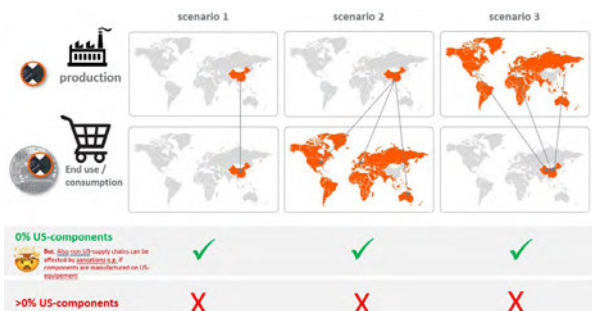 scenario 1 scenario 2 scenario 3
production
End use /
consumption
0% US-components
But. Also non US-supply chains can be
affected by sanctions e.g. if
components are manufactured on US-
equipement
>0% US-components
X X X